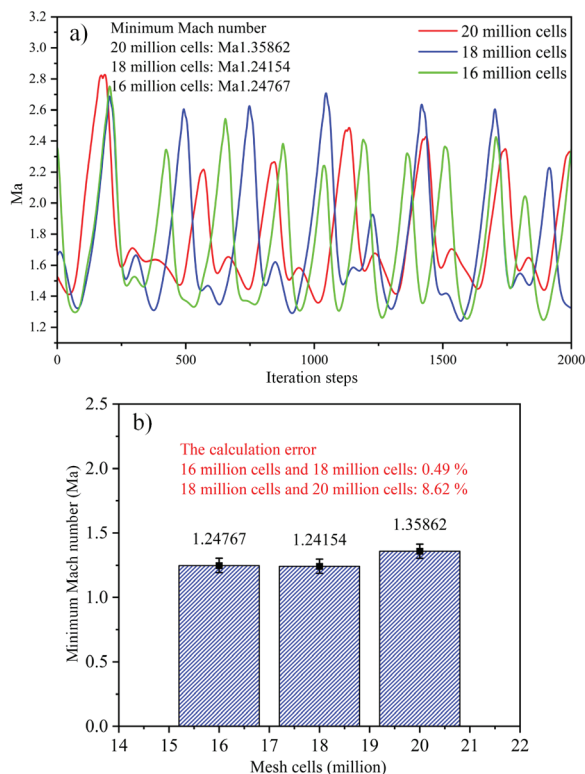 a)
Minimum Mach number
20 million cells: Ma1.35862
18 million cells: Ma1.24154
16 million cells: Ma1.24767
20 million cells
18 million cells
16 million cells
3.2
3.0
2.8
2.6
2.4
2.2
2.0
1.8
1.6
1.4
1.2
Ma
0
500
1000
1500
2000
Iteration steps
b)
The calculation error
16 million cells and 18 million cells: 0.49 %
18 million cells and 20 million cells: 8.62 %
1.24767
1.24154
1.35862
2.5
2.0
1.5
1.0
0.5
0.0
Minimum Mach number (Ma)
14
15
16
17
18
19
20
21
22
Mesh cells (million)